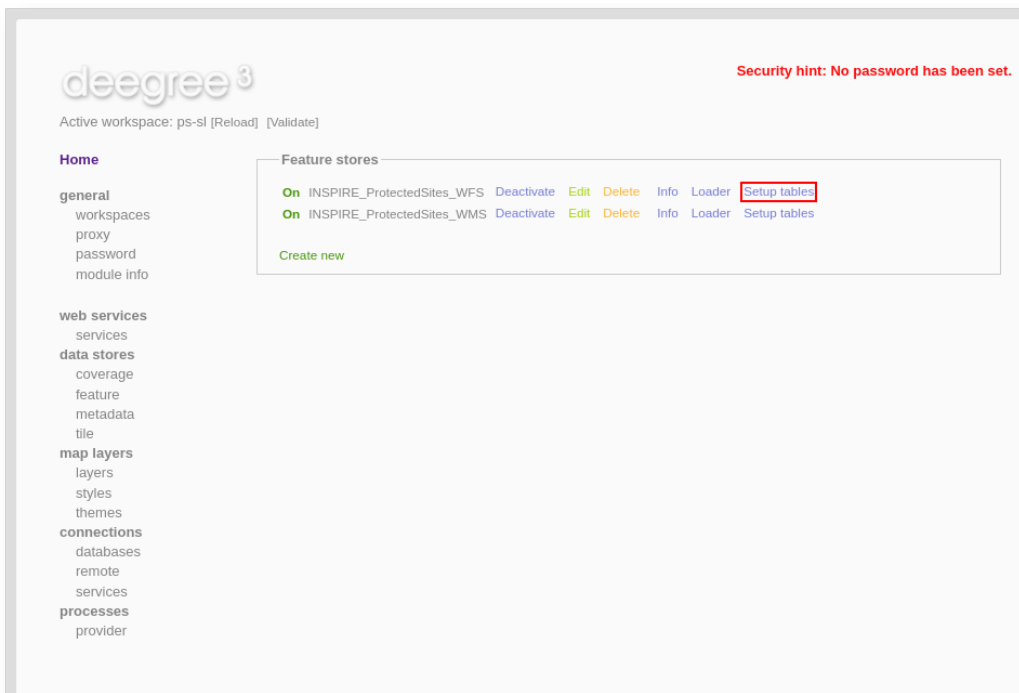 deegree 3
Security hint: No password has been set.
Active workspace: ps-sl [Reload] [Validate]
Home
general
workspaces
proxy
password
module info
web services
services
data stores
coverage
feature
metadata
tile
map layers
layers
styles
themes
connections
databases
remote
services
processes
provider
Feature stores
On INSPIRE_ProtectedSites_WFS Deactivate Edit Delete Info Loader Setup tables
On INSPIRE_ProtectedSites_WMS Deactivate Edit Delete Info Loader Setup tables
Create new